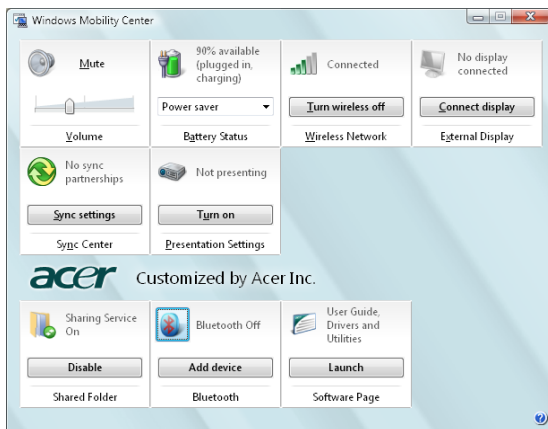 Windows Mobility Center
Mute
Volume
90% available
(plugged in,
charging)
Power saver
Battery Status
Connected
Turn wireless off
Wireless Network
No display
connected
Connect display
External Display
No sync
partnerships
Sync settings
Sync Center
Not presenting
Turn on
Presentation Settings
acer Customized by Acer Inc.
Sharing Service
On
Disable
Shared Folder
Bluetooth Off
Add device
Bluetooth
User Guide,
Drivers and
Utilities
Launch
Software Page